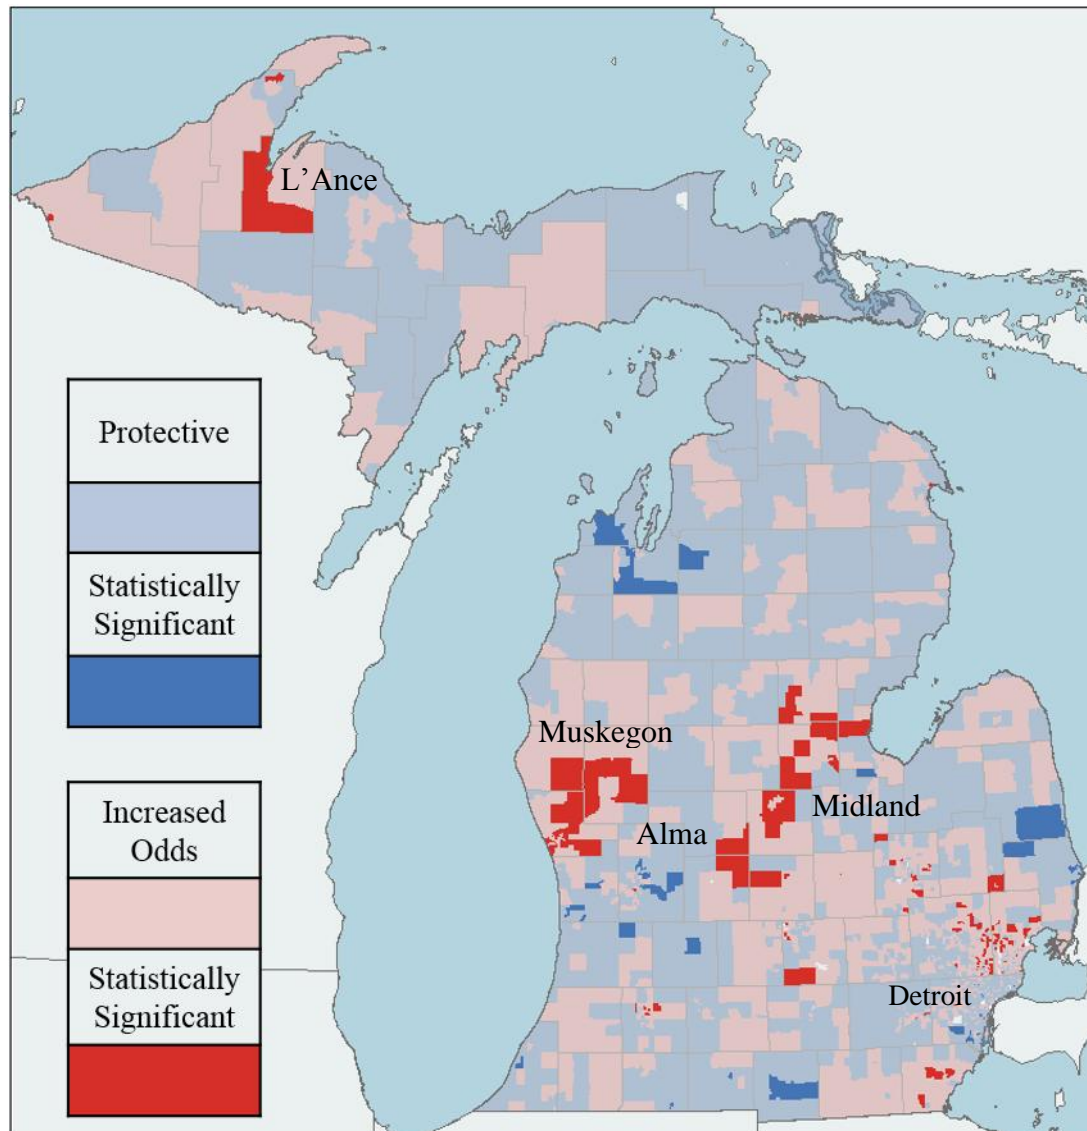 L'Ance
Protective
Statistically
Significant
Muskegon
Increased
Odds
Midland
Alma
Statistically
Significant
Detroit